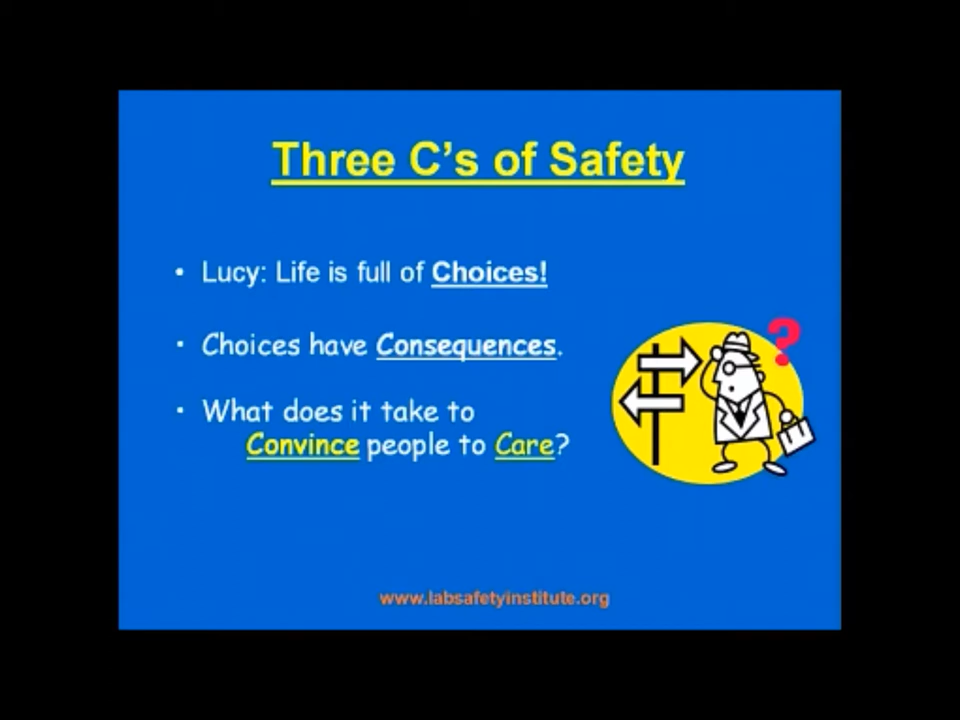 Three C's of Safety
• Lucy: Life is full of Choices!
• Choices have Consequences.
• What does it take to
Convince people to Care?
?
www.labsafetyinstitute.org